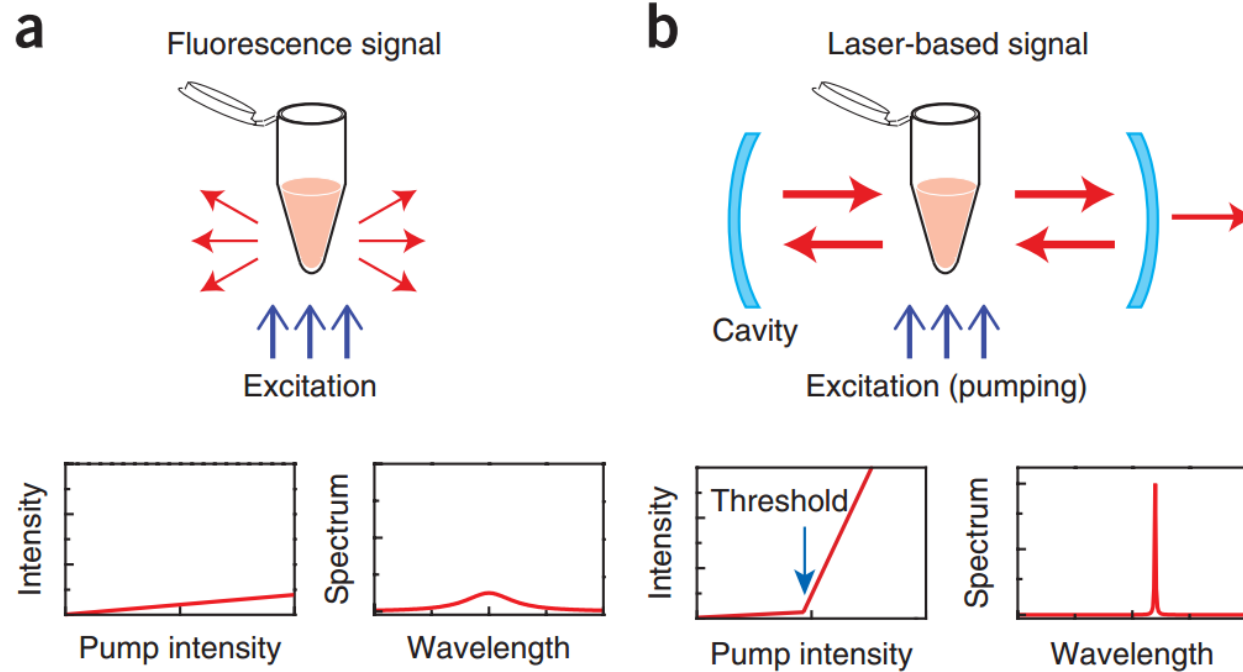 a
Fluorescence signal
Excitation
Intensity
Pump intensity
Spectrum
Wavelength
b
Laser-based signal
Cavity
Excitation (pumping)
Threshold
Intensity
Pump intensity
Spectrum
Wavelength